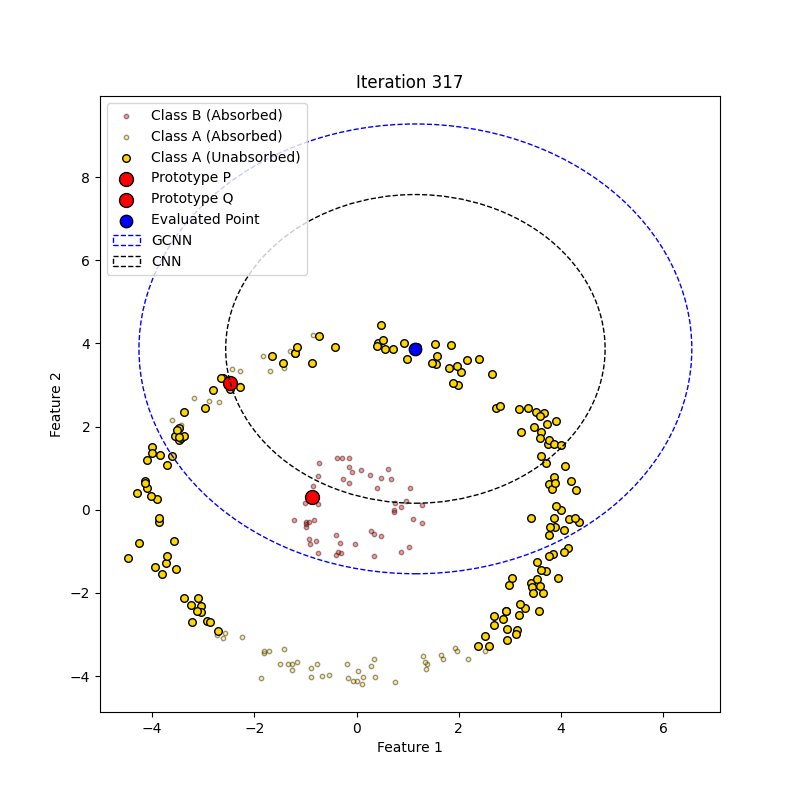 Iteration 317
Class B (Absorbed)
Class A (Absorbed)
Class A (Unabsorbed)
Prototype P
Prototype Q
Evaluated Point
GCNN
CNN
8
6
4
2
0
−2
−4
Feature 2
−4 −2 0 2 4 6
Feature 1